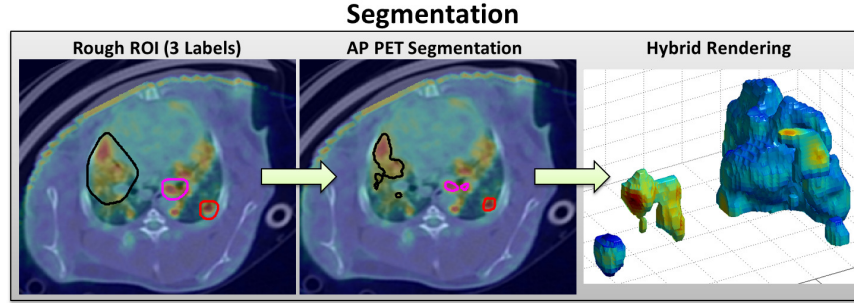 Segmentation
Rough ROI (3 Labels)
AP PET Segmentation
Hybrid Rendering